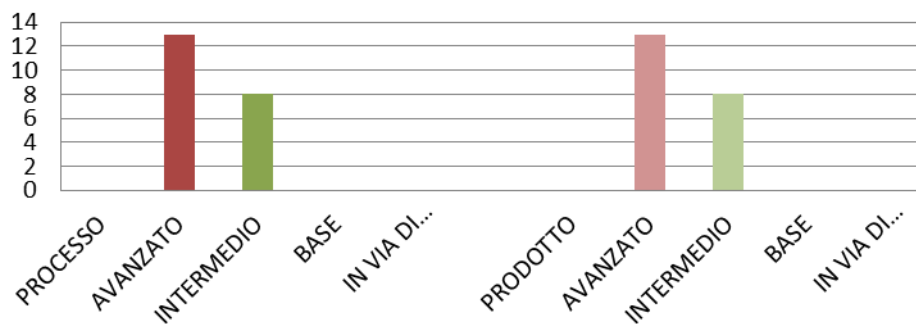 14
12
10
8
6
4
2
0
PROCESSO
AVANZATO
INTERMEDIO
BASE
IN VIA DI...
PRODOTTO
AVANZATO
INTERMEDIO
BASE
IN VIA DI...